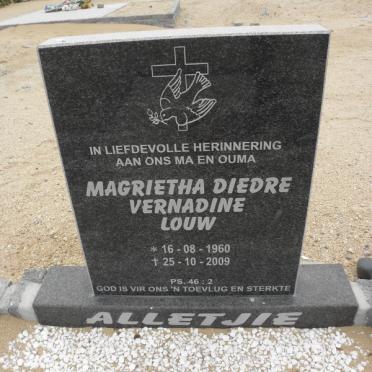 IN LIEFDEVOLLE HERINNERING
AAN ONS MA EN OUMA
MAGRIETHA DIEDRE
VERNADINE
LOUW
* 16 - 08 - 1960
† 25 - 10 - 2009
PS. 46 : 2
GOD IS VIR ONS 'N TOEVLUG EN STERKTE
ALLETJIE